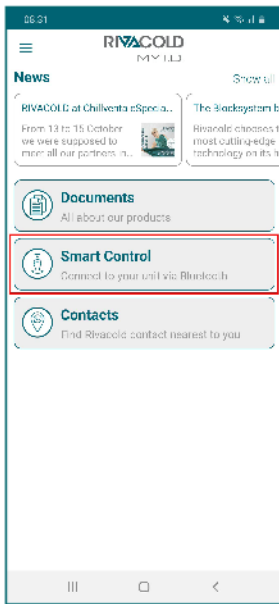 08:31
RIVACOLD
MY I.D
News
Show all
RIVACOLD at Chillventa eSpecia...
From 13 to 15 October
we were supposed to
meet all our partners in...
The Blacksystem b
Rivacold chooses t
most cutting-edge
technology on its h
Documents
All about our products
Smart Control
Connect to your unit via Bluetooth
Contacts
Find Rivacold contact nearest to you